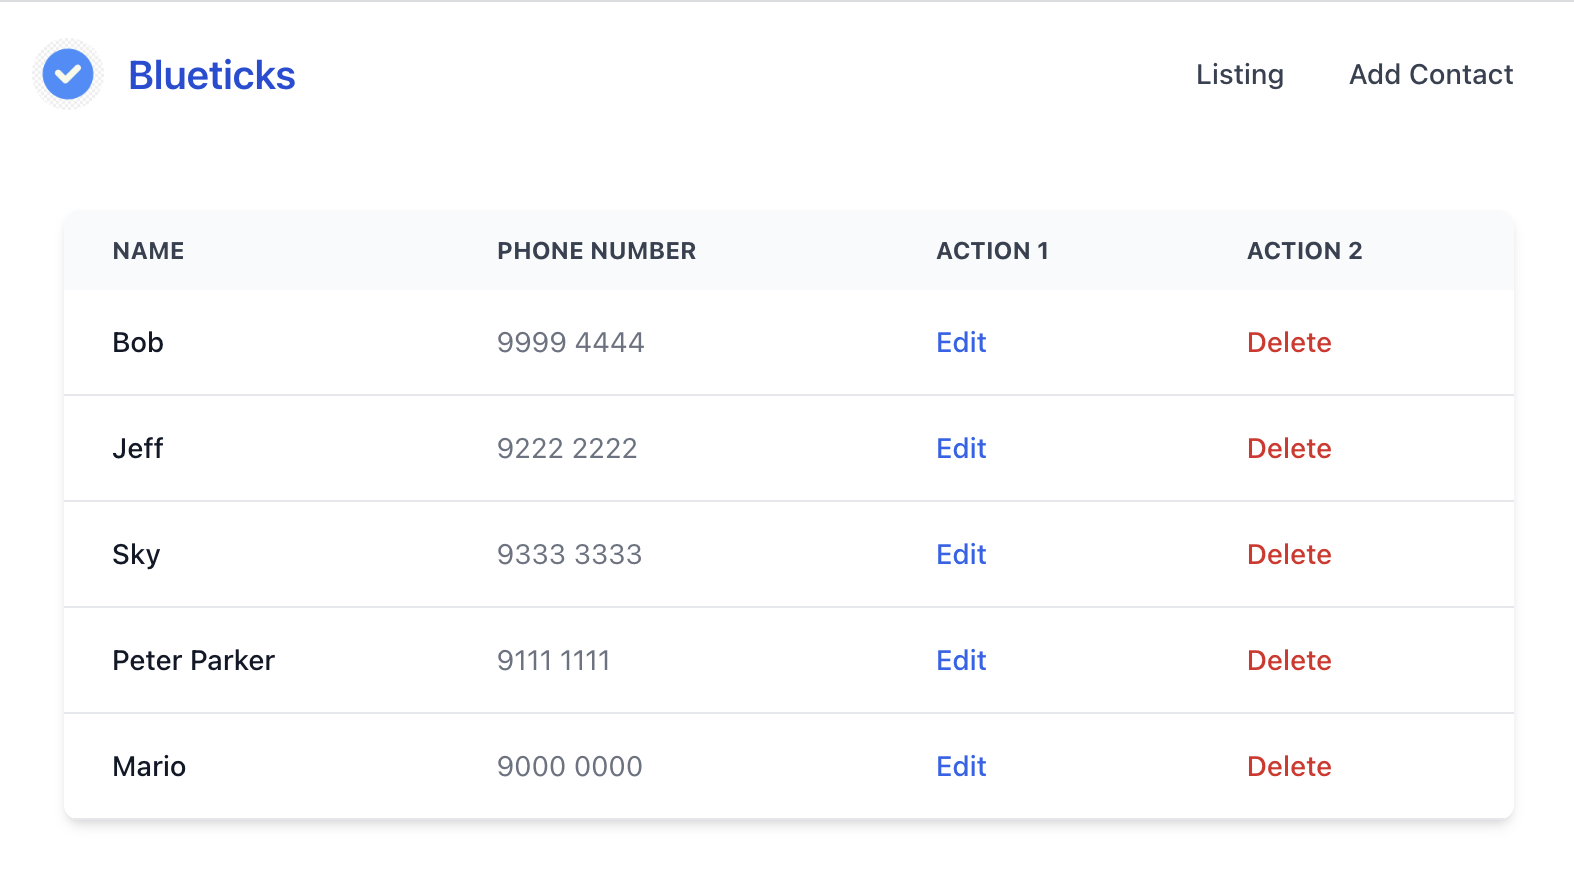 Blueticks Listing Add Contact
NAME PHONE NUMBER ACTION 1 ACTION 2
Bob 9999 4444 Edit Delete
Jeff 9222 2222 Edit Delete
Sky 9333 3333 Edit Delete
Peter Parker 9111 1111 Edit Delete
Mario 9000 0000 Edit Delete